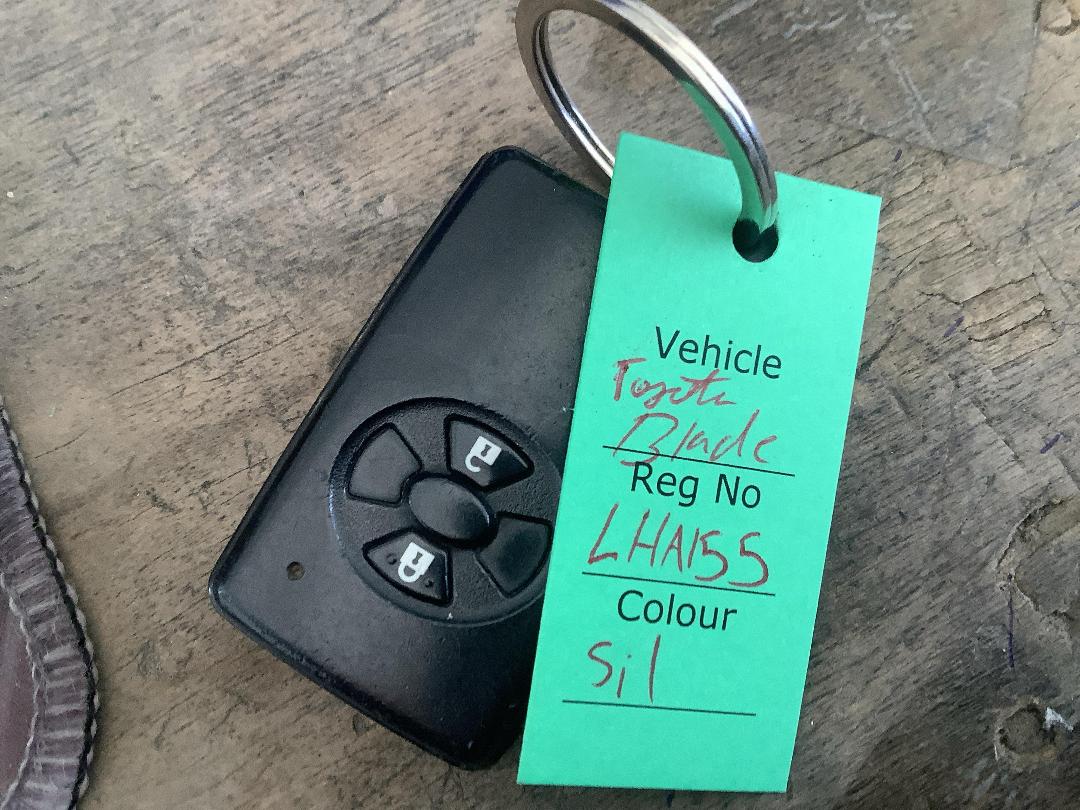 Vehicle
Toyota
Blade
Reg No
LHA155
Colour
Sil